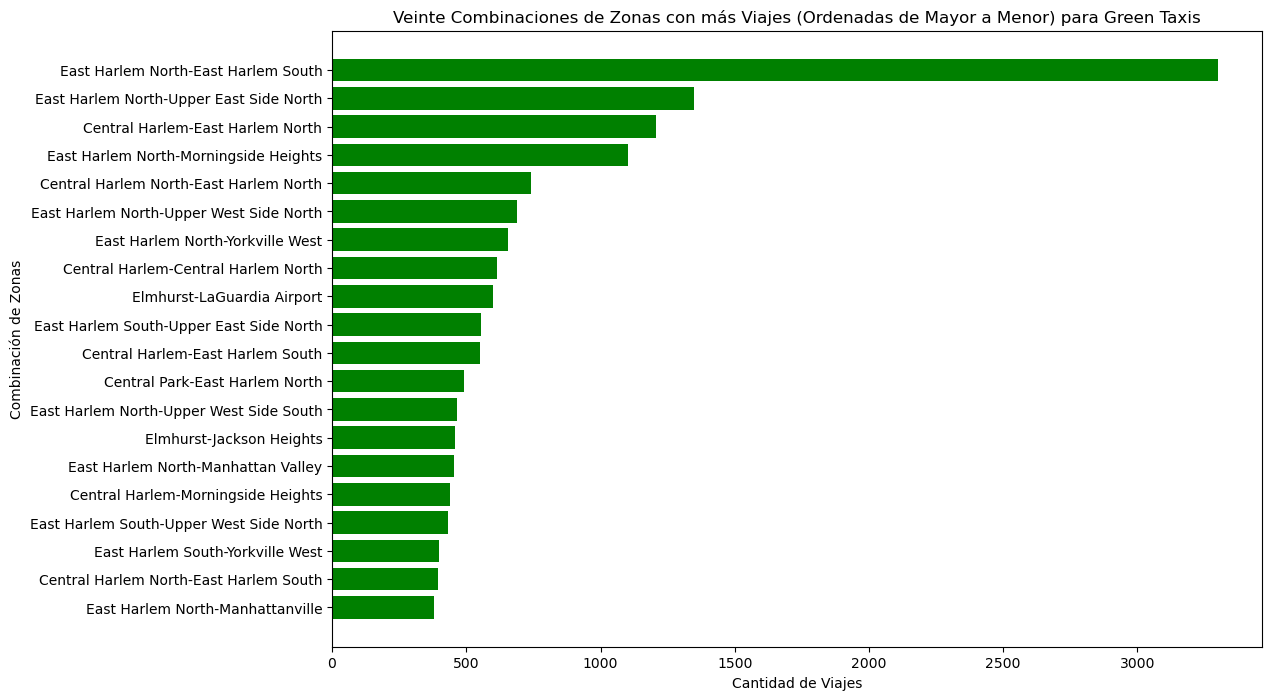 Veinte Combinaciones de Zonas con más Viajes (Ordenadas de Mayor a Menor) para Green Taxis
Combinación de Zonas
East Harlem North-East Harlem South
East Harlem North-Upper East Side North
Central Harlem-East Harlem North
East Harlem North-Morningside Heights
Central Harlem North-East Harlem North
East Harlem North-Upper West Side North
East Harlem North-Yorkville West
Central Harlem-Central Harlem North
Elmhurst-LaGuardia Airport
East Harlem South-Upper East Side North
Central Harlem-East Harlem South
Central Park-East Harlem North
East Harlem North-Upper West Side South
Elmhurst-Jackson Heights
East Harlem North-Manhattan Valley
Central Harlem-Morningside Heights
East Harlem South-Upper West Side North
East Harlem South-Yorkville West
Central Harlem North-East Harlem South
East Harlem North-Manhattanville
0 500 1000 1500 2000 2500 3000
Cantidad de Viajes